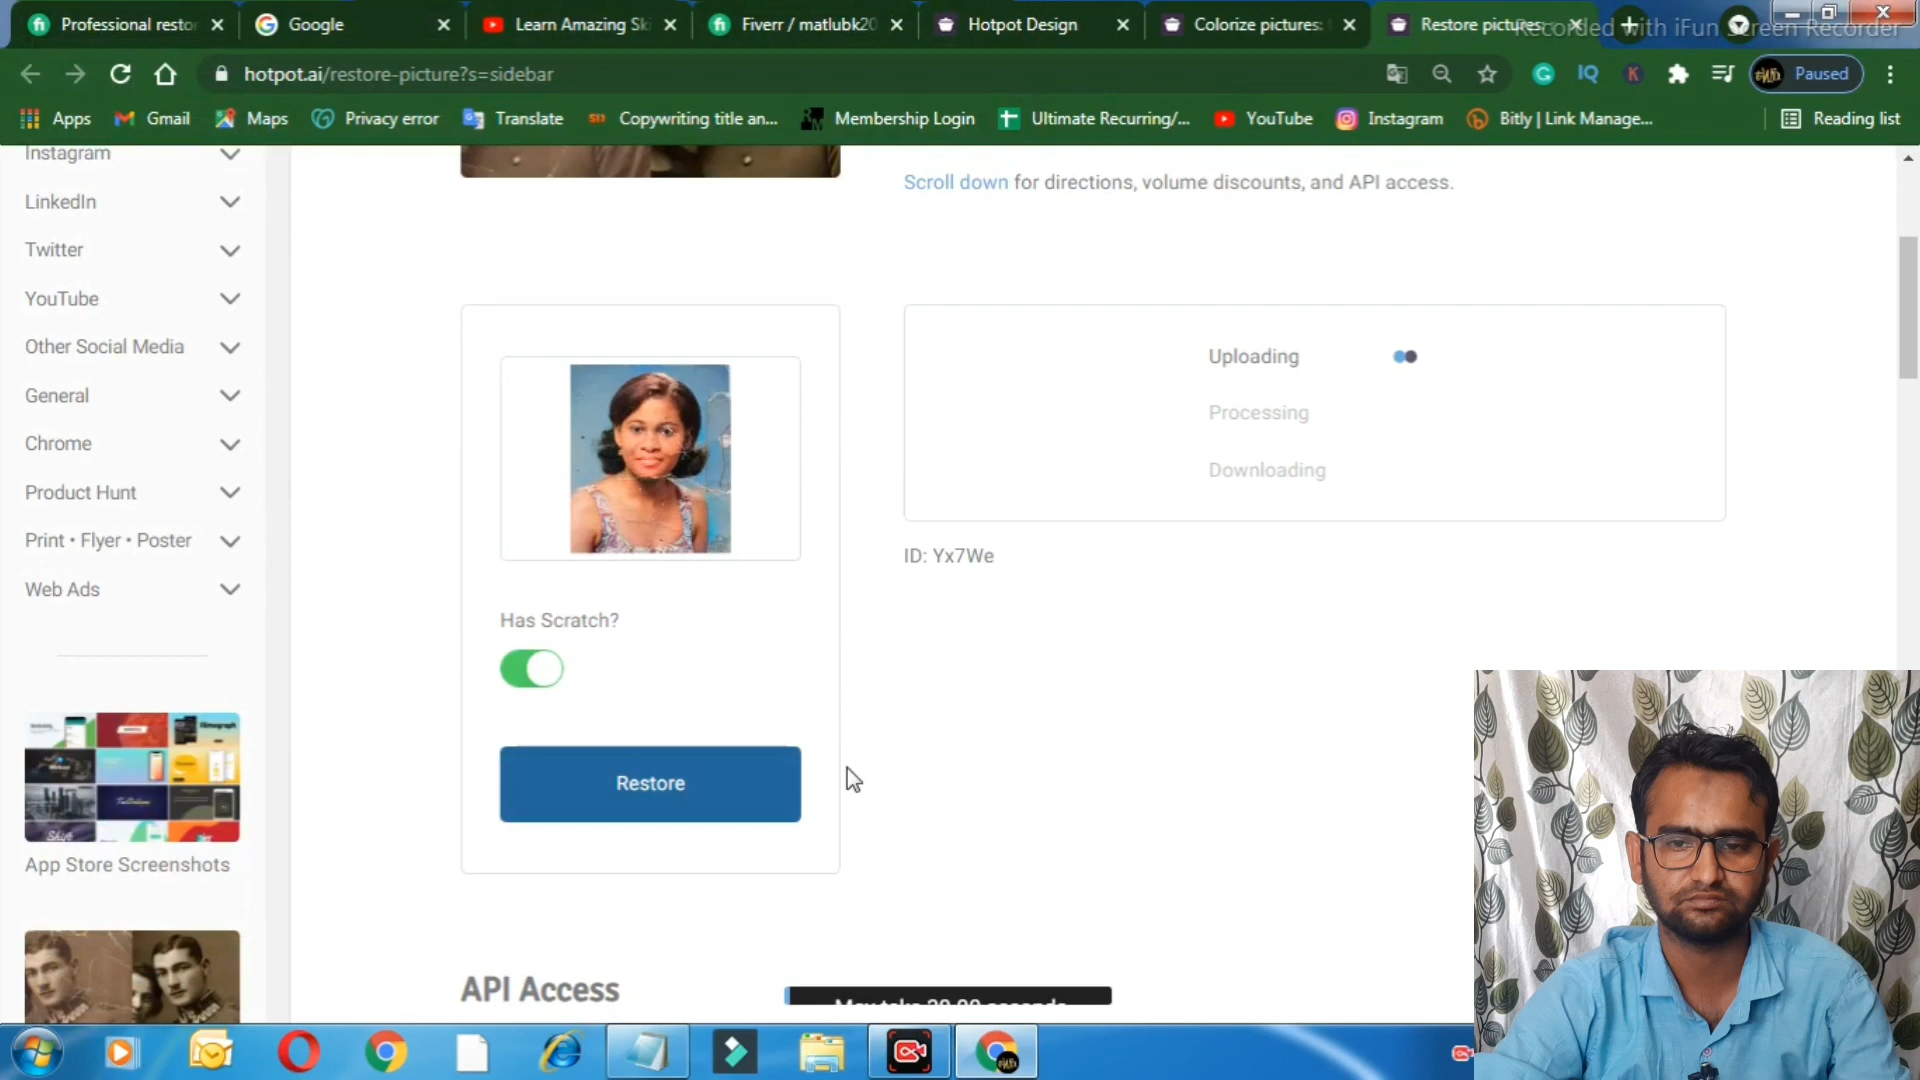 Professional resto
Google
Learn Amazing Sk
Fiverr / matlubk20
Hotpot Design
Colorize pictures:
Restore pictures:
Recorded with iFun Screen Recorder
hotpot.ai/restore-picture?s=sidebar
IQ
K
Paused
Apps
Gmail
Maps
Privacy error
Translate
Copywriting title an...
Membership Login
Ultimate Recurring/...
YouTube
Instagram
Bitly | Link Manage...
Reading list
Instagram
LinkedIn
Twitter
YouTube
Other Social Media
General
Chrome
Product Hunt
Print • Flyer • Poster
Web Ads
App Store Screenshots
Scroll down for directions, volume discounts, and API access.
Has Scratch?
Restore
Uploading
Processing
Downloading
ID: Yx7We
API Access